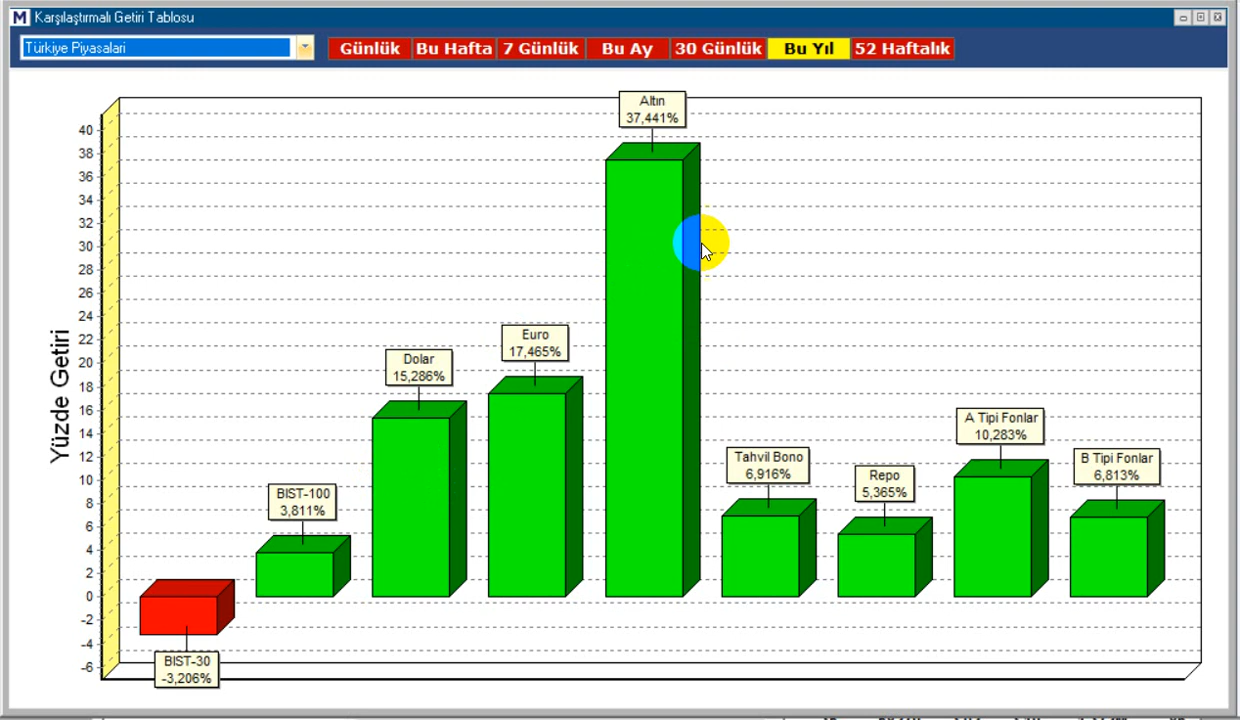 M Karşılaştırmalı Getiri Tablosu
Türkiye Piyasalari
Günlük Bu Hafta 7 Günlük Bu Ay 30 Günlük Bu Yıl 52 Haftalık
Yüzde Getiri
40
38
36
34
32
30
28
26
24
22
20
18
16
14
12
10
8
6
4
2
0
-2
-4
-6
BIST-30
-3,206%
BIST-100
3,811%
Dolar
15,286%
Euro
17,465%
Altın
37,441%
Tahvil Bono
6,916%
Repo
5,365%
A Tipi Fonlar
10,283%
B Tipi Fonlar
6,813%